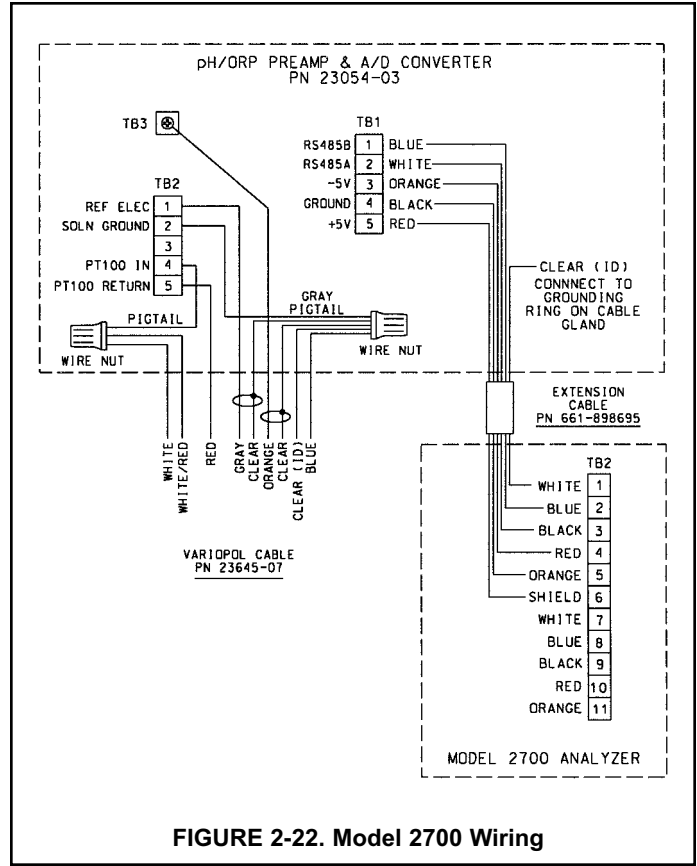 pH/ORP PREAMP & A/D CONVERTER
PN 23054-03
TB3
TB1
RS485B 1 BLUE
RS485A 2 WHITE
-5V 3 ORANGE
GROUND 4 BLACK
+5V 5 RED
TB2
REF ELEC 1
SOLN GROUND 2
3
PT100 IN 4
PT100 RETURN 5
PIGTAIL
WIRE NUT
GRAY
PIGTAIL
WIRE NUT
CLEAR (ID)
CONNNECT TO
GROUNDING
RING ON CABLE
GLAND
EXTENSION
CABLE
PN 661-898695
WHITE
WHITE/RED
RED
GRAY
CLEAR
ORANGE
CLEAR
CLEAR (ID)
BLUE
VARIOPOL CABLE
PN 23645-07
TB2
WHITE 1
BLUE 2
BLACK 3
RED 4
ORANGE 5
SHIELD 6
WHITE 7
BLUE 8
BLACK 9
RED 10
ORANGE 11
MODEL 2700 ANALYZER
FIGURE 2-22. Model 2700 Wiring